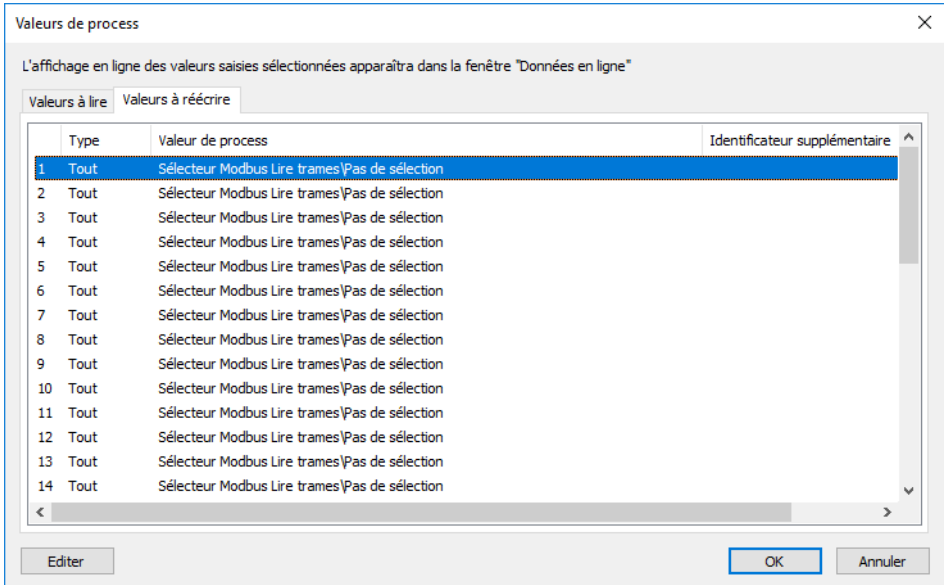 Valeurs de process
L'affichage en ligne des valeurs saisies sélectionnées apparaîtra dans la fenêtre "Données en ligne"
Valeurs à lire Valeurs à réécrire
Type Valeur de process Identificateur supplémentaire
1 Tout Sélecteur Modbus Lire trames\Pas de sélection
2 Tout Sélecteur Modbus Lire trames\Pas de sélection
3 Tout Sélecteur Modbus Lire trames\Pas de sélection
4 Tout Sélecteur Modbus Lire trames\Pas de sélection
5 Tout Sélecteur Modbus Lire trames\Pas de sélection
6 Tout Sélecteur Modbus Lire trames\Pas de sélection
7 Tout Sélecteur Modbus Lire trames\Pas de sélection
8 Tout Sélecteur Modbus Lire trames\Pas de sélection
9 Tout Sélecteur Modbus Lire trames\Pas de sélection
10 Tout Sélecteur Modbus Lire trames\Pas de sélection
11 Tout Sélecteur Modbus Lire trames\Pas de sélection
12 Tout Sélecteur Modbus Lire trames\Pas de sélection
13 Tout Sélecteur Modbus Lire trames\Pas de sélection
14 Tout Sélecteur Modbus Lire trames\Pas de sélection
Editer OK Annuler